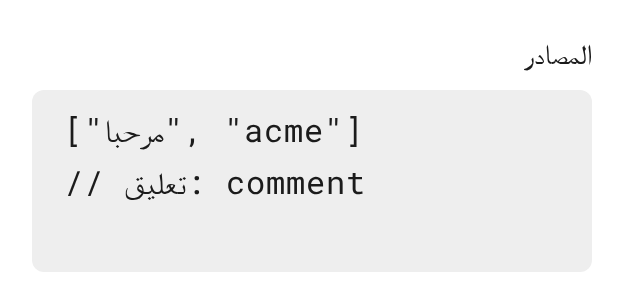 المصادر
["مرحبا", "acme"]
// تعليق: comment